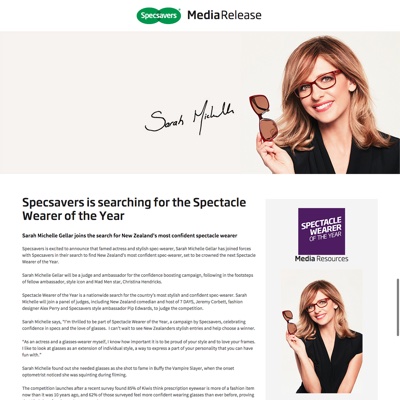 Specsavers MediaRelease
Sarah Michelle
Specsavers is searching for the Spectacle
Wearer of the Year
Sarah Michelle Gellar joins the search for New Zealand's most confident spectacle wearer
Specsavers is excited to announce that famed actress and stylish spec-wearer, Sarah Michelle Gellar has joined forces
with Specsavers in their search to find New Zealand's most confident spec-wearer, set to be crowned the next Spectacle
Wearer of the Year.
Sarah Michelle Gellar will be a judge and ambassador for the confidence boosting campaign, following in the footsteps
of fellow ambassador, style icon and Mad Men star, Christina Hendricks.
Spectacle Wearer of the Year is a nationwide search for the country's most stylish and confident spec-wearer. Sarah
Michelle will join a panel of judges, including New Zealand comedian and host of 7 DAYS, Jeremy Corbett, fashion
designer Alex Perry and Specsavers style ambassador Pip Edwards, to judge the competition.
Sarah Michelle says, "I'm thrilled to be part of Spectacle Wearer of the Year, a campaign by Specsavers, celebrating
confidence in specs and the love of glasses. I can't wait to see New Zealanders stylish entries and help choose a winner.
"As an actress and a glasses-wearer myself, I know how important it is to be proud of your style and to love your frames.
I like to look at glasses as an extension of individual style, a way to express a part of your personality that you can have
fun with."
Sarah Michelle found out she needed glasses as she shot to fame in Buffy the Vampire Slayer, when the onset
optometrist noticed she was squinting during filming.
The competition launches after a recent survey found 65% of Kiwis think prescription eyewear is more of a fashion item
now than it was 10 years ago, and 62% of those surveyed feel more confident wearing glasses than ever before, proving
SPECTACLE
WEARER
OF THE YEAR
Media Resources